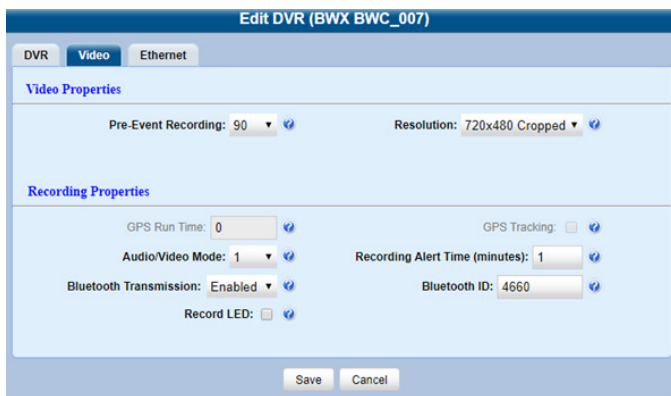 Edit DVR (BWX BWC_007)
DVR Video Ethernet
Video Properties
Pre-Event Recording: 90 Resolution: 720x480 Cropped
Recording Properties
GPS Run Time: 0 GPS Tracking:
Audio/Video Mode: 1 Recording Alert Time (minutes): 1
Bluetooth Transmission: Enabled Bluetooth ID: 4660
Record LED:
Save Cancel